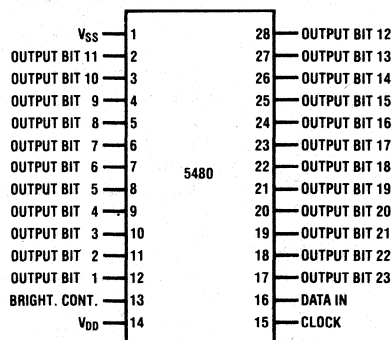 VSS 1 28 OUTPUT BIT 12
OUTPUT BIT 11 2 27 OUTPUT BIT 13
OUTPUT BIT 10 3 26 OUTPUT BIT 14
OUTPUT BIT 9 4 25 OUTPUT BIT 15
OUTPUT BIT 8 5 24 OUTPUT BIT 16
OUTPUT BIT 7 6 23 OUTPUT BIT 17
OUTPUT BIT 6 7 22 OUTPUT BIT 18
5480
OUTPUT BIT 5 8 21 OUTPUT BIT 19
OUTPUT BIT 4 9 20 OUTPUT BIT 20
OUTPUT BIT 3 10 19 OUTPUT BIT 21
OUTPUT BIT 2 11 18 OUTPUT BIT 22
OUTPUT BIT 1 12 17 OUTPUT BIT 23
BRIGHT. CONT. 13 16 DATA IN
VDD 14 15 CLOCK